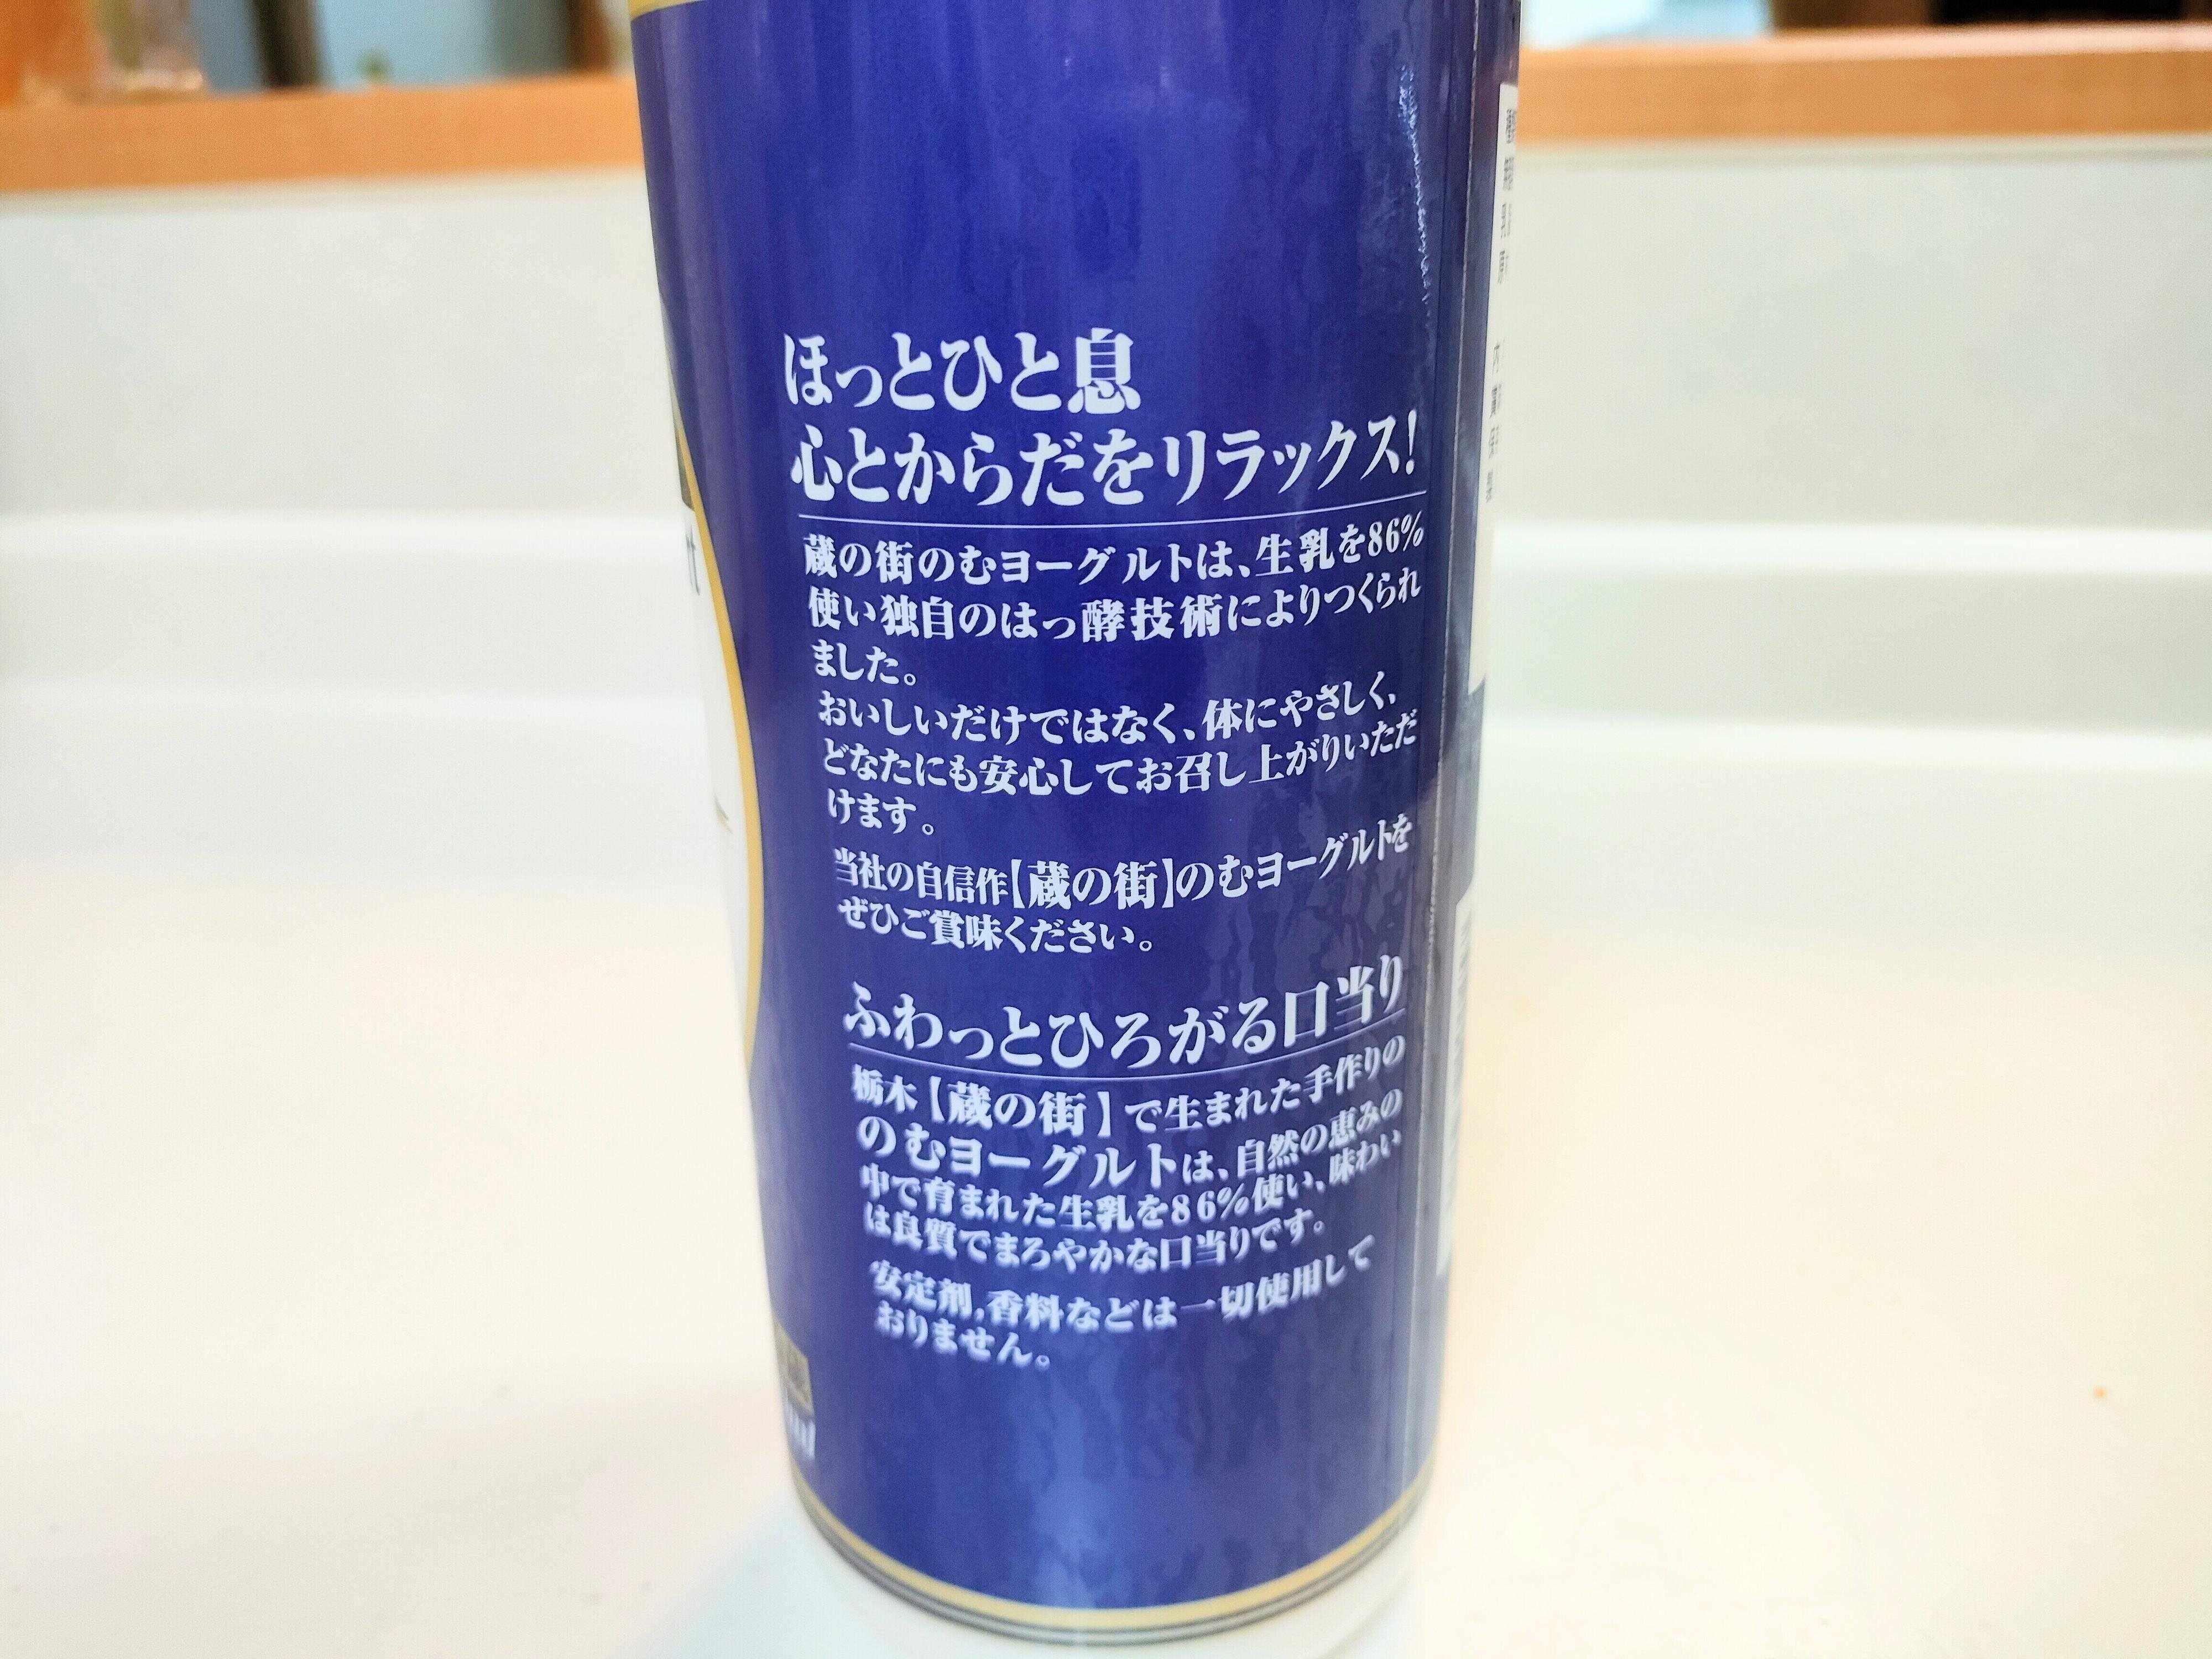 ほっとひと息
心とからだをリラックス!
蔵の街のむヨーグルトは、生乳を86%
使い独自のはっ酵技術によりつくられ
ました。
おいしいだけではなく、体にやさしく、
どなたにも安心してお召し上がりいただ
けます。
当社の自信作【蔵の街】のむヨーグルトを
ぜひご賞味ください。
ふわっとひろがる口当り
栃木【蔵の街】で生まれた手作りの
のむヨーグルトは、自然の恵みの
中で育まれた生乳を86%使い、味わい
は良質でまろやかな口当りです。
安定剤,香料などは一切使用して
おりません。